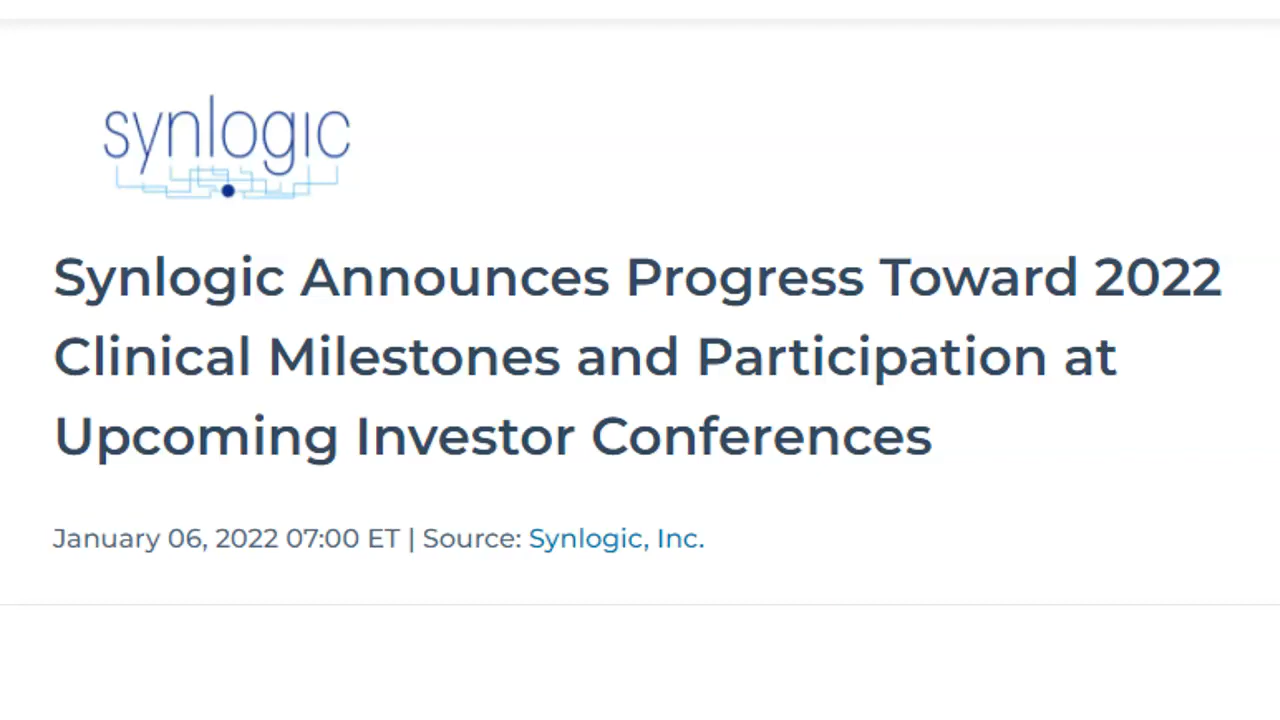 synlogic
Synlogic Announces Progress Toward 2022
Clinical Milestones and Participation at
Upcoming Investor Conferences
January 06, 2022 07:00 ET | Source: Synlogic, Inc.